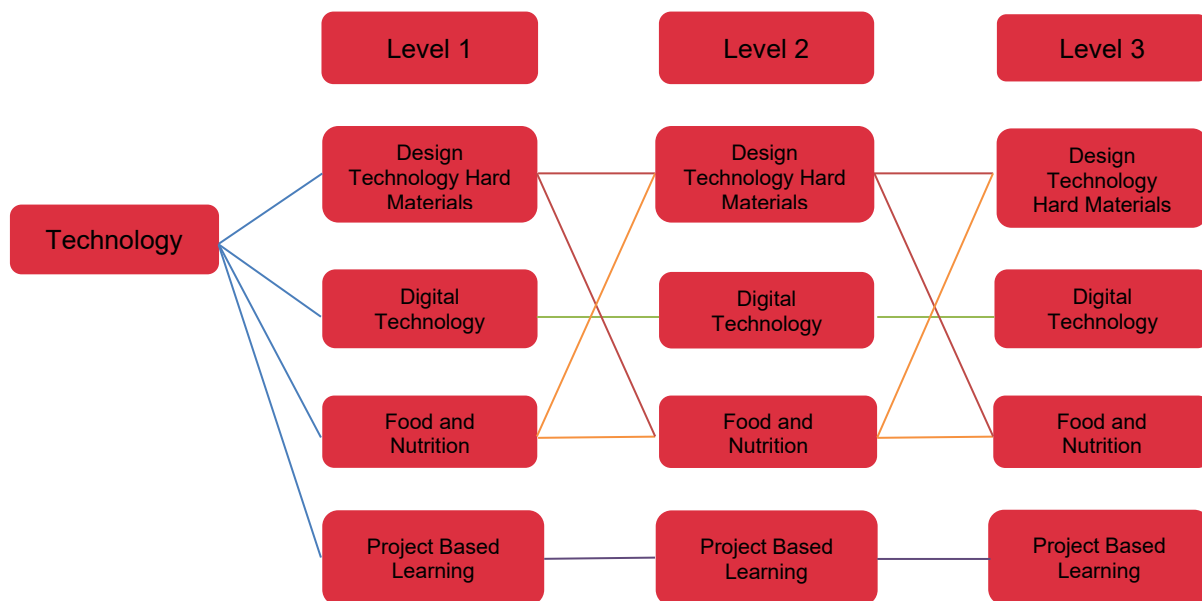 Level 1
Level 2
Level 3
Technology
Design
Technology Hard
Materials
Design
Technology Hard
Materials
Design
Technology
Hard Materials
Digital
Technology
Digital
Technology
Digital
Technology
Food and
Nutrition
Food and
Nutrition
Food and
Nutrition
Project Based
Learning
Project Based
Learning
Project Based
Learning